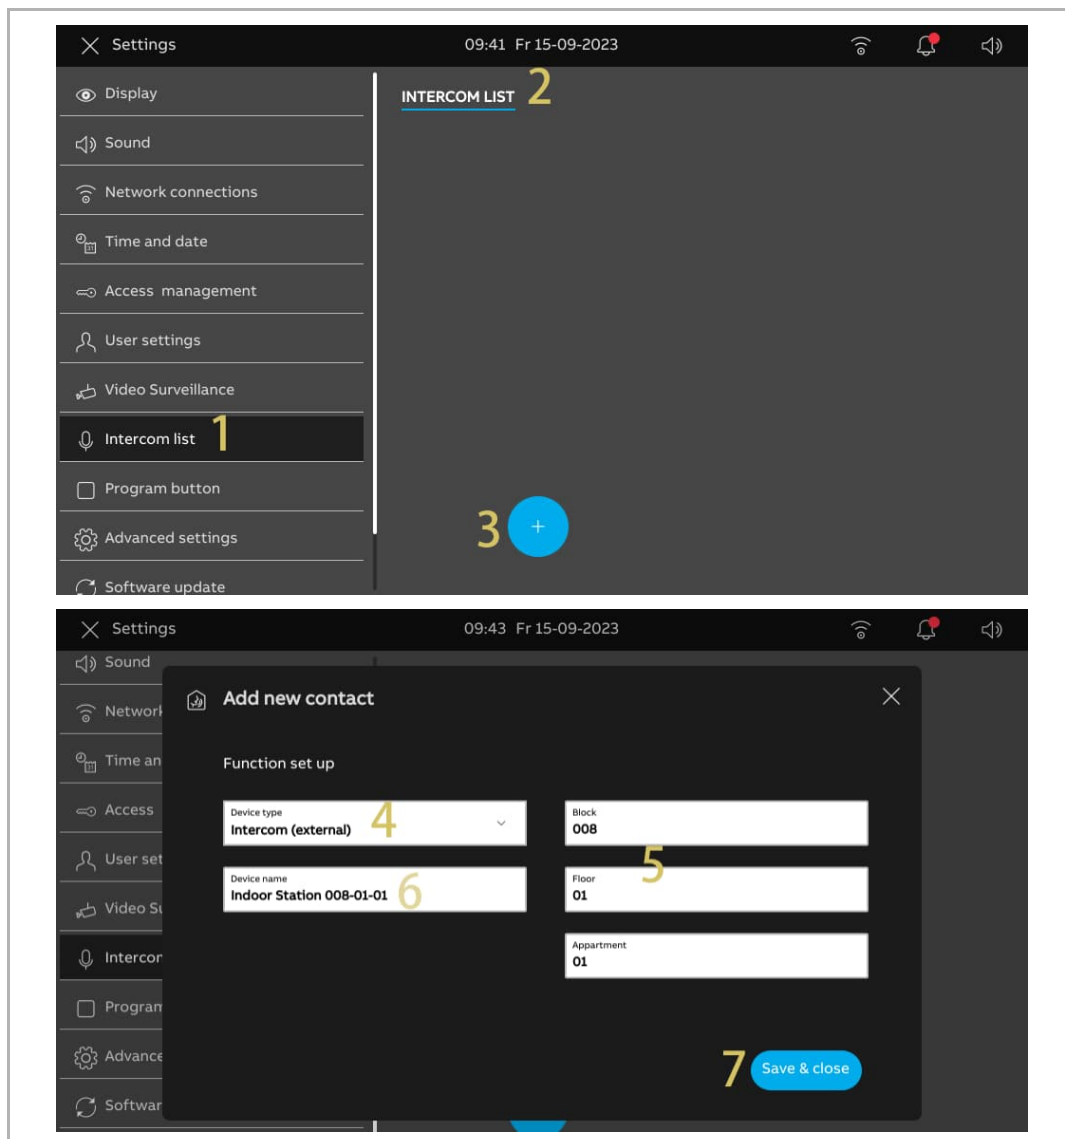 Settings 09:41 Fr 15-09-2023
Display
INTERCOM LIST 2
Sound
Network connections
Time and date
Access management
User settings
Video Surveillance
Intercom list 1
Program button
3 +
Advanced settings
Software update
Settings 09:43 Fr 15-09-2023
Sound
Add new contact
Network
Time an
Function set up
Access
Device type
Intercom (external) 4
Block
008
5
User set
Device name
Indoor Station 008-01-01 6
Floor
01
Video Su
Appartment
01
Intercom
Program
Advance
7 Save & close
Softwar